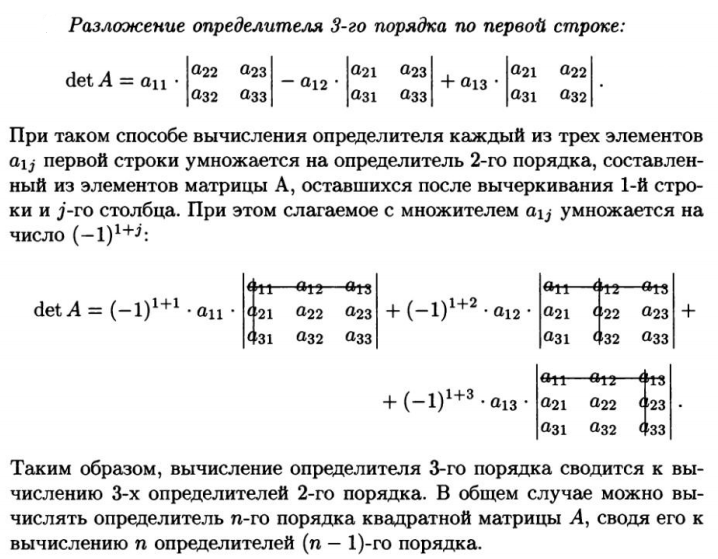 Разложение определителя 3-го порядка по первой строке:
det A = a₁₁ · |a₂₂ a₂₃| − a₁₂ · |a₂₁ a₂₃| + a₁₃ · |a₂₁ a₂₂| .
|a₃₂ a₃₃| |a₃₁ a₃₃| |a₃₁ a₃₂|
При таком способе вычисления определителя каждый из трех элементов
a₁ⱼ первой строки умножается на определитель 2-го порядка, составлен-
ный из элементов матрицы A, оставшихся после вычеркивания 1-й стро-
ки и j-го столбца. При этом слагаемое с множителем a₁ⱼ умножается на
число (−1)¹⁺ʲ:
|a₁₁ a₁₂ a₁₃| |a₁₁ a₁₂ a₁₃|
det A = (−1)¹⁺¹ · a₁₁ · |a₂₁ a₂₂ a₂₃| + (−1)¹⁺² · a₁₂ · |a₂₁ a₂₂ a₂₃| +
|a₃₁ a₃₂ a₃₃| |a₃₁ a₃₂ a₃₃|
|a₁₁ a₁₂ a₁₃|
+ (−1)¹⁺³ · a₁₃ · |a₂₁ a₂₂ a₂₃| .
|a₃₁ a₃₂ a₃₃|
Таким образом, вычисление определителя 3-го порядка сводится к вы-
числению 3-х определителей 2-го порядка. В общем случае можно вы-
числять определитель n-го порядка квадратной матрицы A, сводя его к
вычислению n определителей (n − 1)-го порядка.